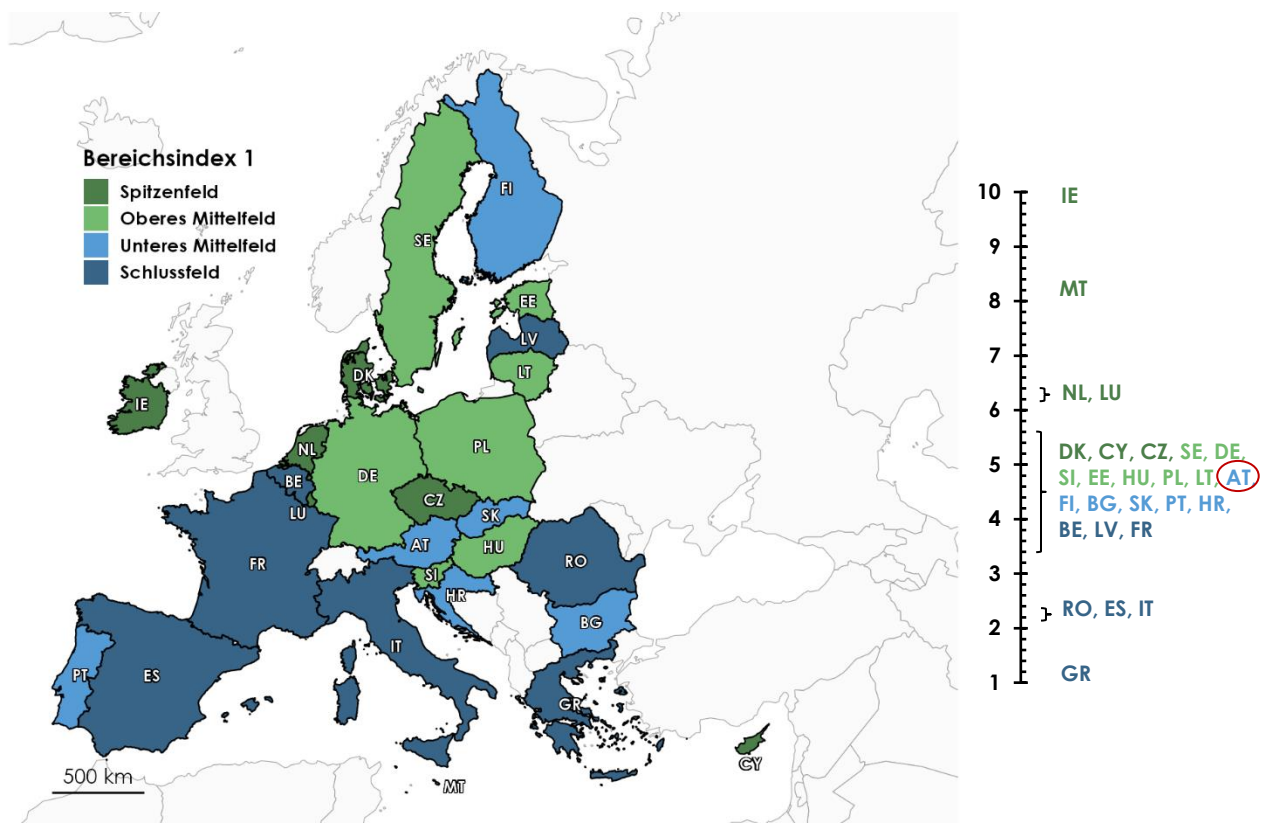 Bereichsindex 1
Spitzenfeld
Oberes Mittelfeld
Unteres Mittelfeld
Schlussfeld
FI
SE
EE
LV
LT
DK
IE
NL
PL
DE
BE
CZ
LU
SK
AT
HU
FR
RO
SI
HR
BG
IT
PT
ES
GR
CY
MT
500 km
10
9
8
7
6
5
4
3
2
1
IE
MT
NL, LU
DK, CY, CZ, SE, DE,
SI, EE, HU, PL, LT, AT,
FI, BG, SK, PT, HR,
BE, LV, FR
RO, ES, IT
GR